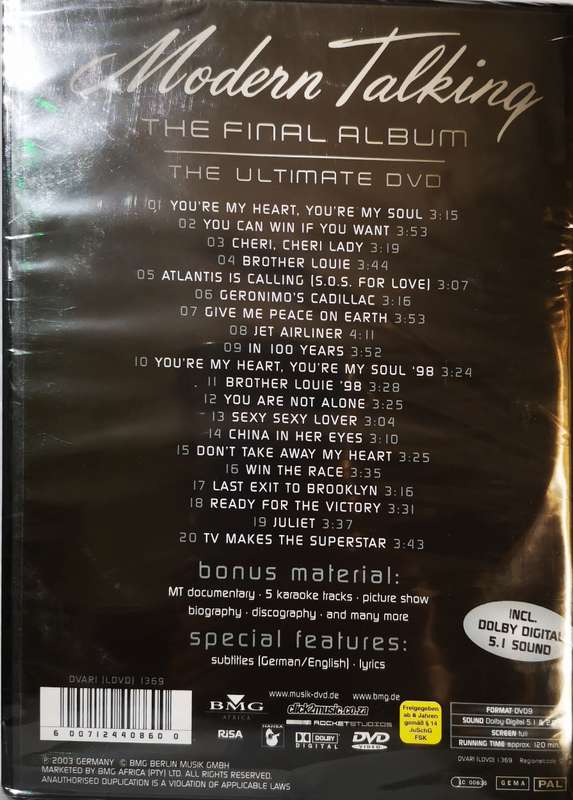 Modern Talking
THE FINAL ALBUM
THE ULTIMATE DVD
01 YOU'RE MY HEART, YOU'RE MY SOUL 3:15
02 YOU CAN WIN IF YOU WANT 3:53
03 CHERI, CHERI LADY 3:19
04 BROTHER LOUIE 3:44
05 ATLANTIS IS CALLING (S.O.S. FOR LOVE) 3:07
06 GERONIMO'S CADILLAC 3:16
07 GIVE ME PEACE ON EARTH 3:53
08 JET AIRLINER 4:11
09 IN 100 YEARS 3:52
10 YOU'RE MY HEART, YOU'RE MY SOUL '98 3:24
11 BROTHER LOUIE '98 3:28
12 YOU ARE NOT ALONE 3:25
13 SEXY SEXY LOVER 3:04
14 CHINA IN HER EYES 3:10
15 DON'T TAKE AWAY MY HEART 3:25
16 WIN THE RACE 3:35
17 LAST EXIT TO BROOKLYN 3:16
18 READY FOR THE VICTORY 3:31
19 JULIET 3:37
20 TV MAKES THE SUPERSTAR 3:43
bonus material:
MT documentary · 5 karaoke tracks · picture show
biography · discography · and many more
special features:
subtitles (German/English) · lyrics
INCL.
DOLBY DIGITAL
5.1 SOUND
DVARI (LDVD) 1369
6 007124 408600
BMG
AFRICA
RiSA
www.musik-dvd.de www.bmg.de
click2music.co.za
ROCKETSTUDIOS
HANSA
DOLBY
DIGITAL
DVD
VIDEO
Freigegeben
ab 6 Jahren
gemäß § 14
JuSchG
FSK
FORMAT DVD9
SOUND Dolby Digital 5.1 &
SCREEN full
RUNNING TIME approx. 120 min.
DVARI (LDVD) 1369
LC 00835
GEMA
PAL
℗ 2003 GERMANY © BMG BERLIN MUSIK GMBH
MARKETED BY BMG AFRICA (PTY) LTD. ALL RIGHTS RESERVED.
ANAUTHORISED DUPLICATION IS A VIOLATION OF APPLICABLE LAWS